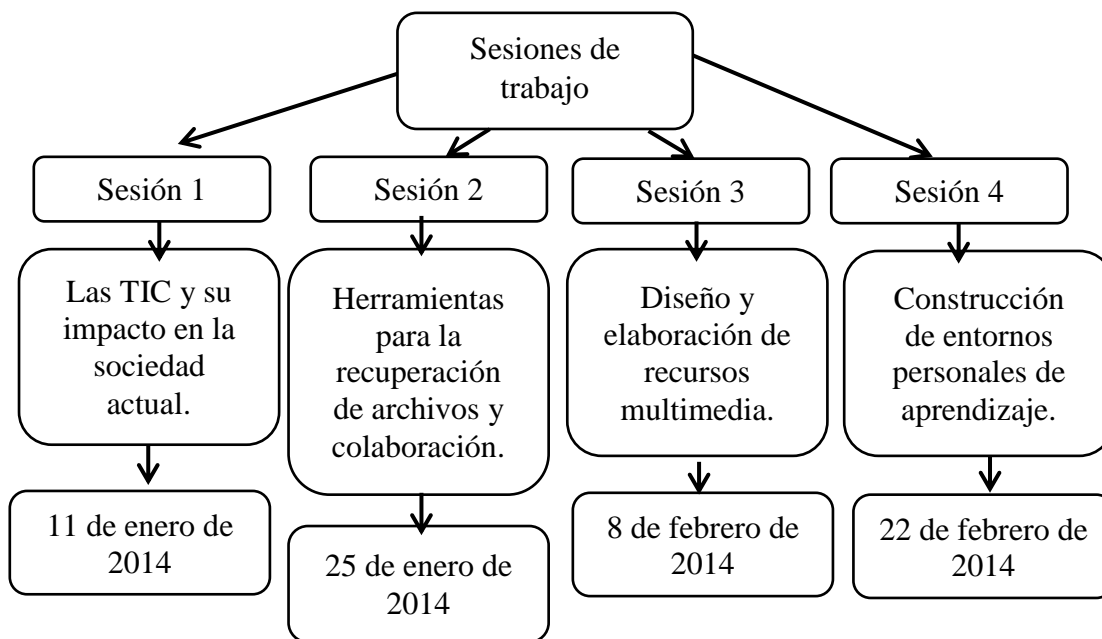 Sesiones de
trabajo
Sesión 1
Sesión 2
Sesión 3
Sesión 4
Las TIC y su
impacto en la
sociedad
actual.
Herramientas
para la
recuperación
de archivos y
colaboración.
Diseño y
elaboración de
recursos
multimedia.
Construcción
de entornos
personales de
aprendizaje.
11 de enero de
2014
25 de enero de
2014
8 de febrero de
2014
22 de febrero de
2014